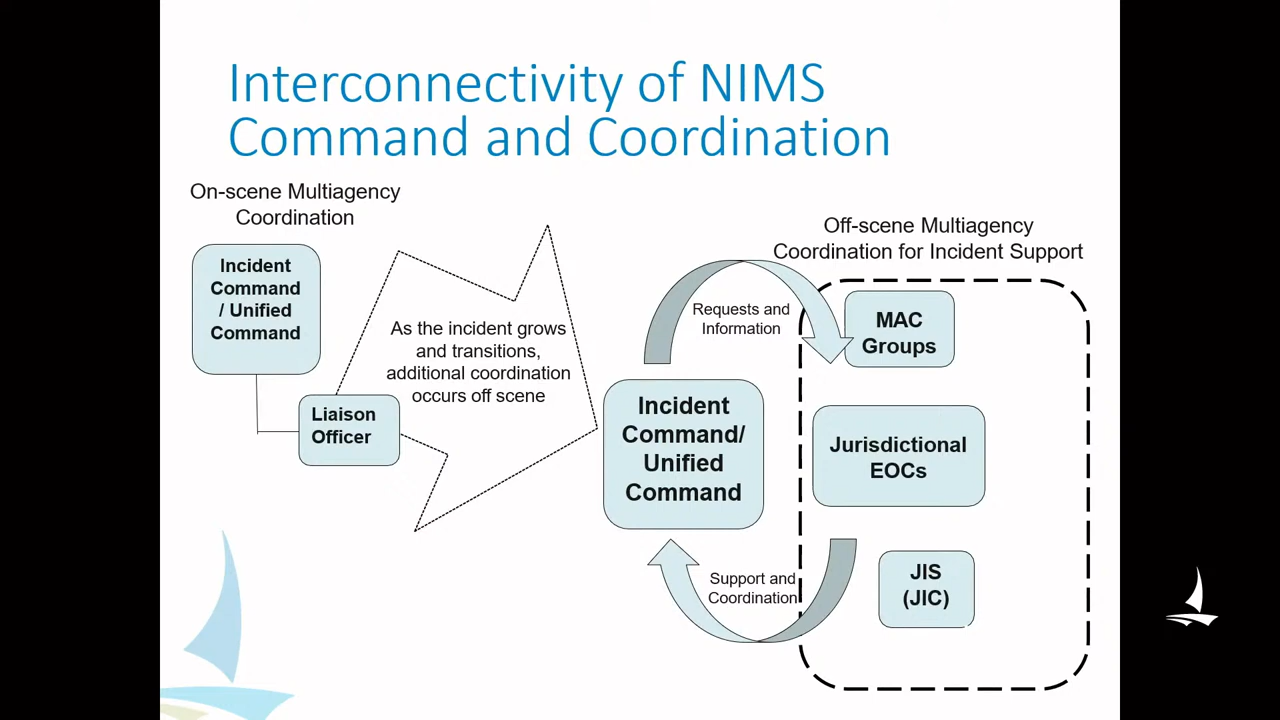 Interconnectivity of NIMS
Command and Coordination
On-scene Multiagency
Coordination
Incident
Command
/ Unified
Command
Liaison
Officer
As the incident grows
and transitions,
additional coordination
occurs off scene
Off-scene Multiagency
Coordination for Incident Support
Requests and
Information
Incident
Command/
Unified
Command
Support and
Coordination
MAC
Groups
Jurisdictional
EOCs
JIS
(JIC)